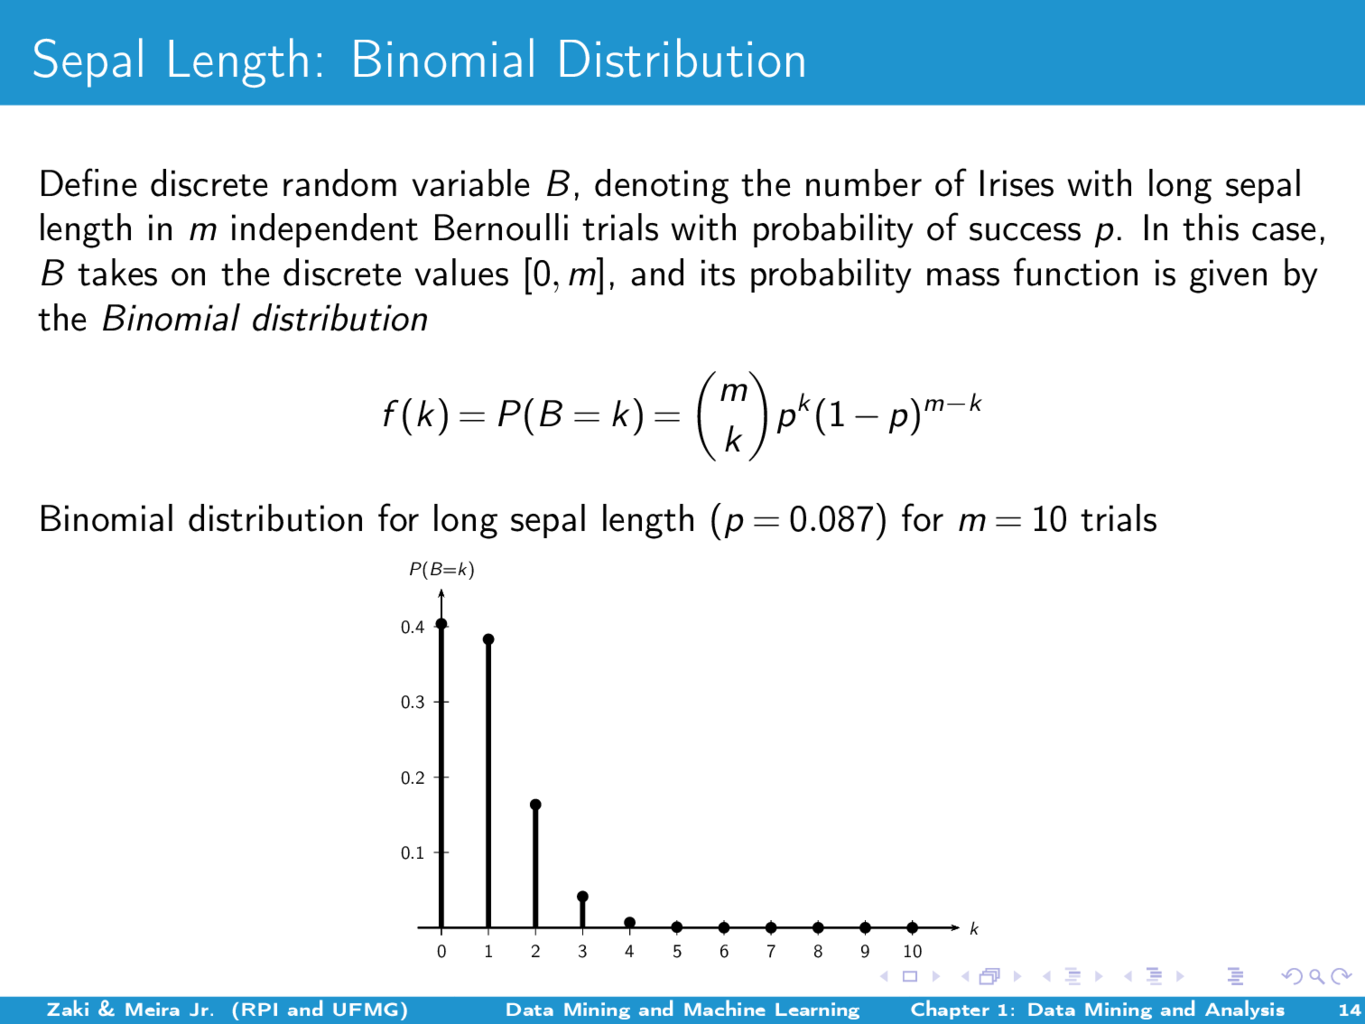 Sepal Length: Binomial Distribution
Define discrete random variable B, denoting the number of Irises with long sepal
length in m independent Bernoulli trials with probability of success p. In this case,
B takes on the discrete values [0, m], and its probability mass function is given by
the Binomial distribution
f(k) = P(B = k) = (m k) p^k (1 − p)^{m−k}
Binomial distribution for long sepal length (p = 0.087) for m = 10 trials
P(B=k)
0.4
0.3
0.2
0.1
k
0 1 2 3 4 5 6 7 8 9 10
Zaki & Meira Jr. (RPI and UFMG) Data Mining and Machine Learning Chapter 1: Data Mining and Analysis 14